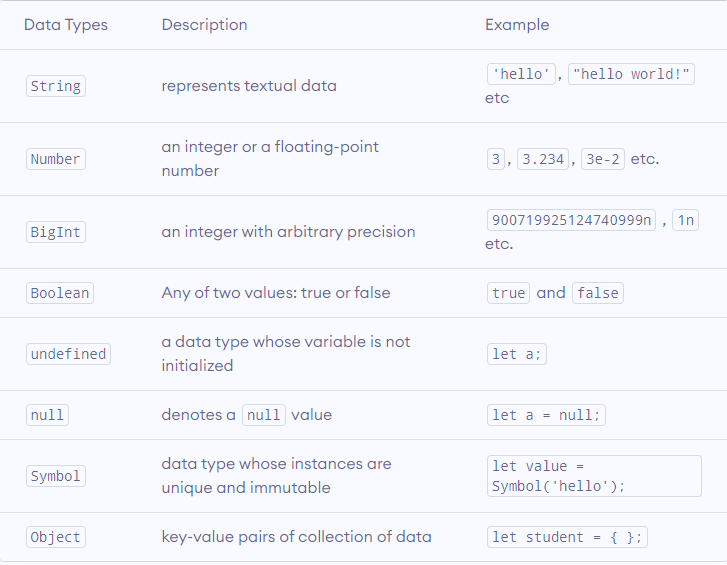 Data Types Description Example
String represents textual data 'hello', "hello world!"
etc
Number an integer or a floating-point
number 3, 3.234, 3e-2 etc.
BigInt an integer with arbitrary precision 900719925124740999n , 1n
etc.
Boolean Any of two values: true or false true and false
undefined a data type whose variable is not
initialized let a;
null denotes a null value let a = null;
Symbol data type whose instances are
unique and immutable let value =
Symbol('hello');
Object key-value pairs of collection of data let student = { };